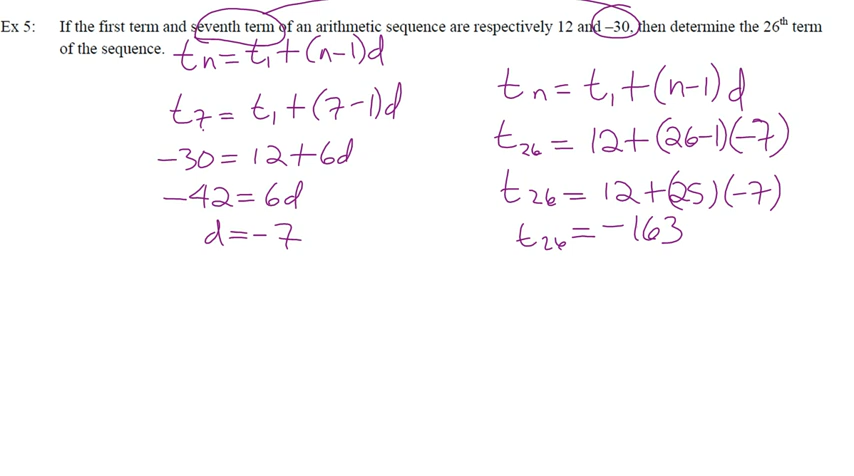 Ex 5: If the first term and seventh term of an arithmetic sequence are respectively 12 and –30, then determine the 26th term
of the sequence.
tn = t1 + (n-1)d
t7 = t1 + (7-1)d
-30 = 12 + 6d
-42 = 6d
d = -7
tn = t1 + (n-1)d
t26 = 12 + (26-1)(-7)
t26 = 12 + (25)(-7)
t26 = -163